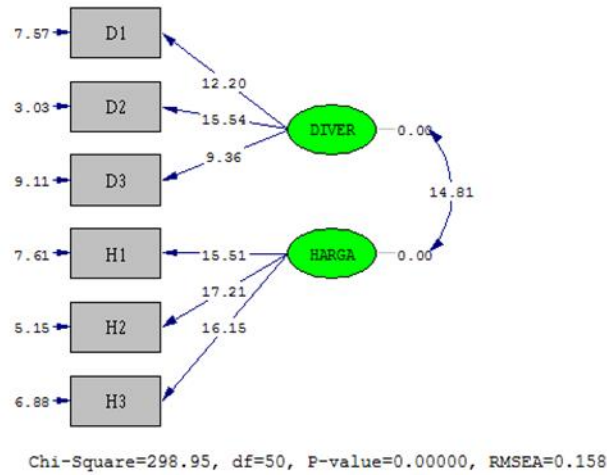 7.57 D1
12.20
3.03 D2 15.54 DIVER 0.00
9.36
9.11 D3
14.81
7.61 H1 15.51 HARGA 0.00
17.21
5.15 H2 16.15
6.88 H3
Chi-Square=298.95, df=50, P-value=0.00000, RMSEA=0.158